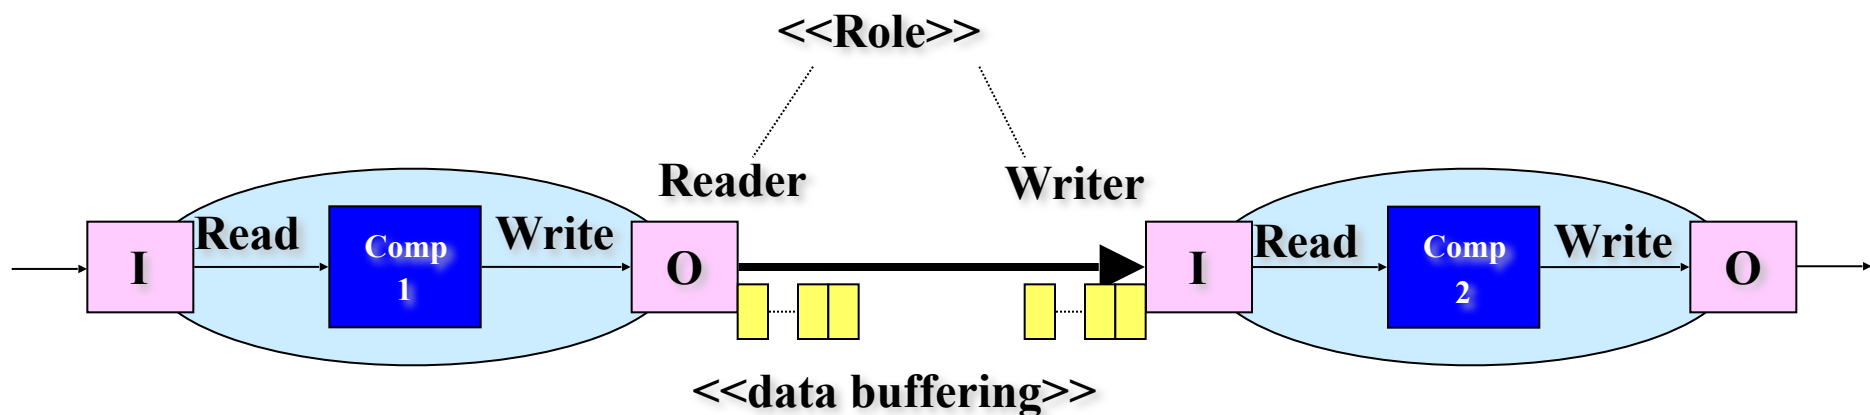 <<Role>>
Reader
Writer
I
Read
Comp
1
Write
O
I
Read
Comp
2
Write
O
<<data buffering>>